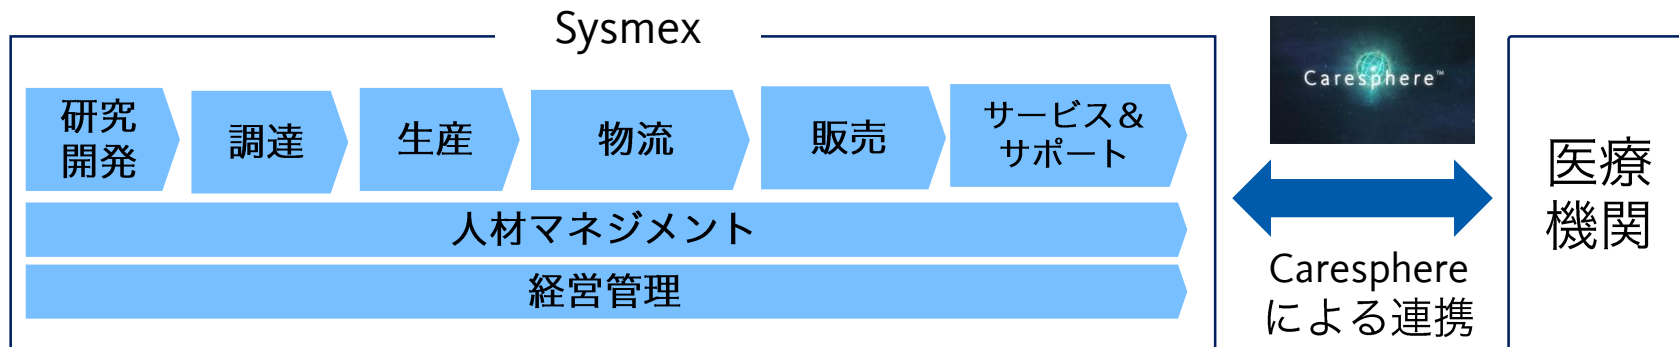 Sysmex
研究
開発
調達
生産
物流
販売
サービス＆
サポート
人材マネジメント
経営管理
Caresphere™
Caresphere
による連携
医療
機関